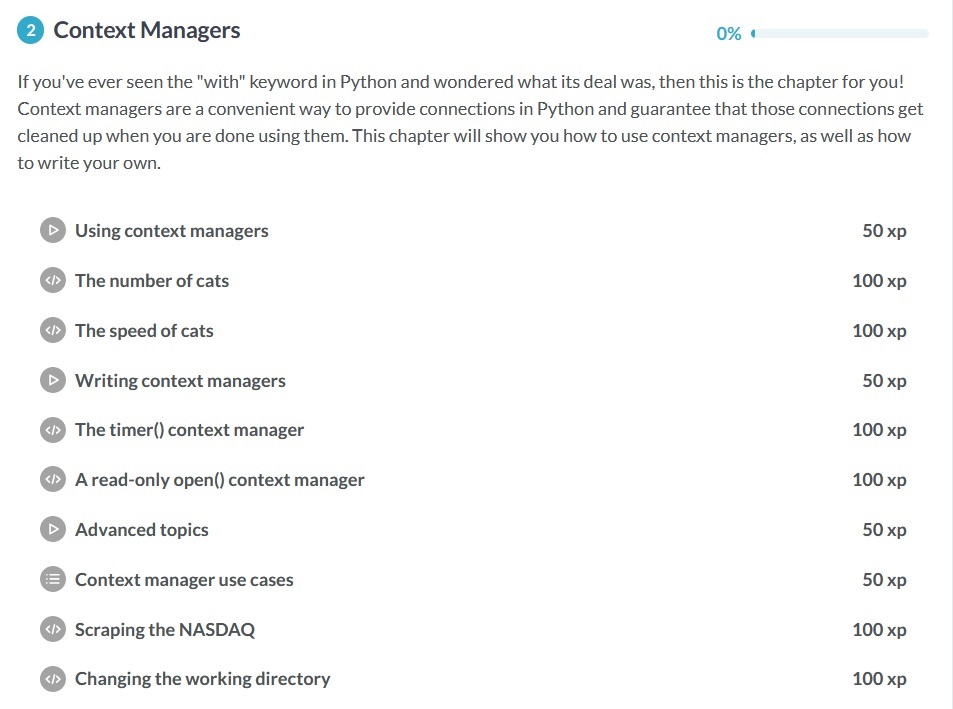 2 Context Managers 0%
If you've ever seen the "with" keyword in Python and wondered what its deal was, then this is the chapter for you!
Context managers are a convenient way to provide connections in Python and guarantee that those connections get
cleaned up when you are done using them. This chapter will show you how to use context managers, as well as how
to write your own.
Using context managers 50 xp
</> The number of cats 100 xp
</> The speed of cats 100 xp
Writing context managers 50 xp
</> The timer() context manager 100 xp
</> A read-only open() context manager 100 xp
Advanced topics 50 xp
Context manager use cases 50 xp
</> Scraping the NASDAQ 100 xp
</> Changing the working directory 100 xp